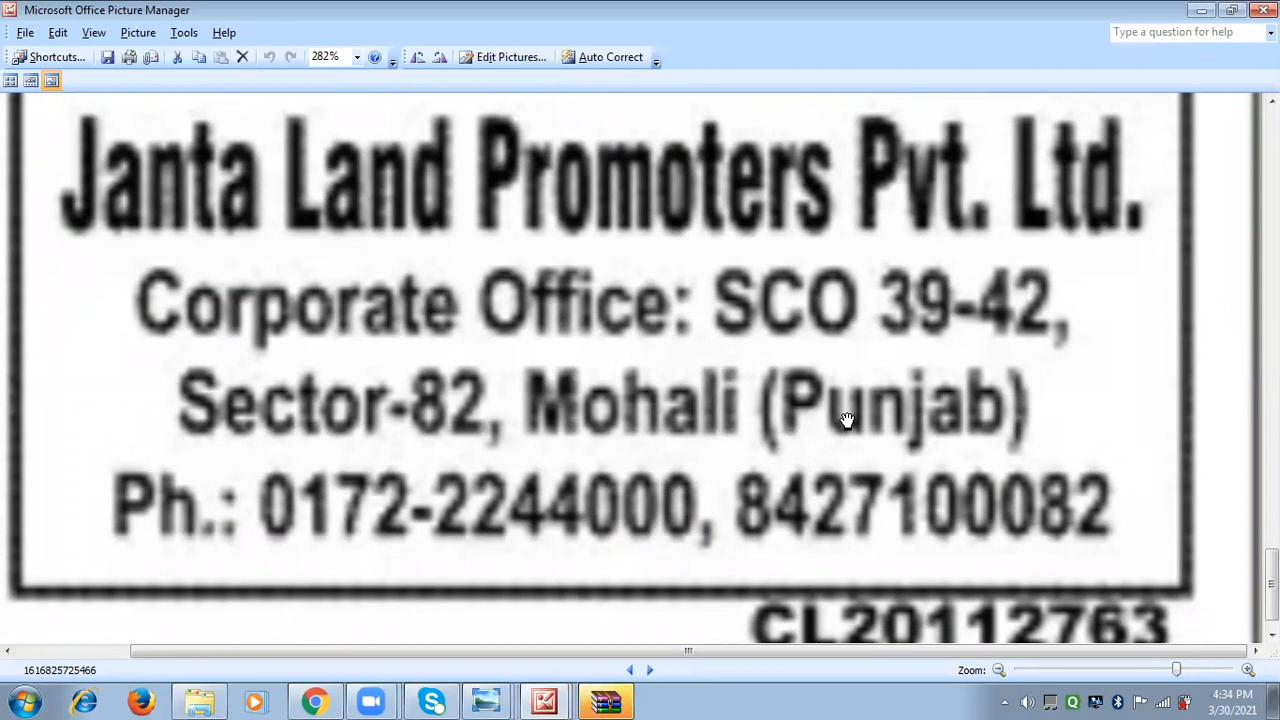 Microsoft Office Picture Manager
File Edit View Picture Tools Help
Type a question for help
Shortcuts... 282% Edit Pictures... Auto Correct
Janta Land Promoters Pvt. Ltd.
Corporate Office: SCO 39-42,
Sector-82, Mohali (Punjab)
Ph.: 0172-2244000, 8427100082
CL20112763
1616825725466
Zoom:
4:34 PM
3/30/2021